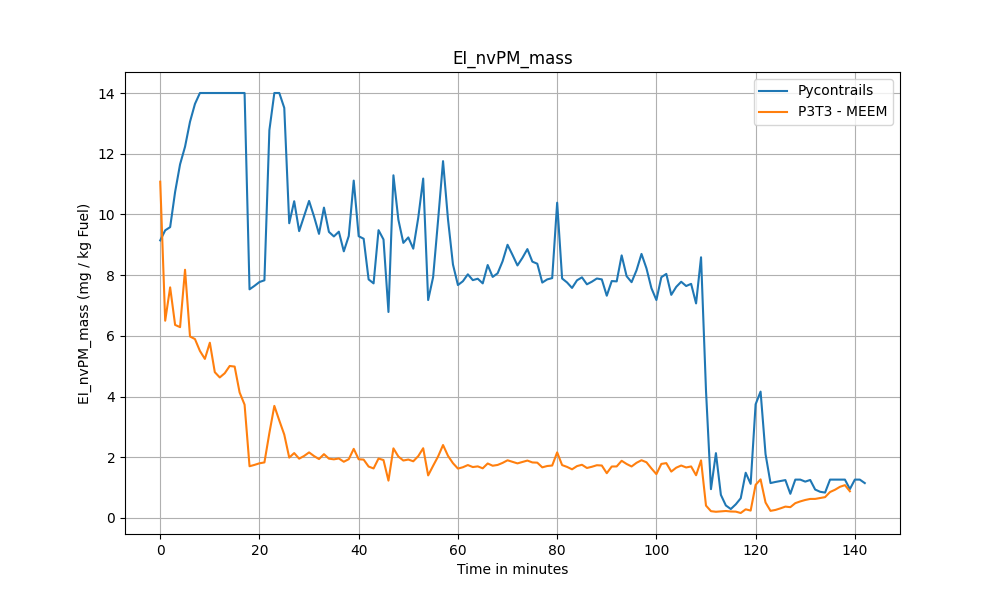 EI_nvPM_mass
Pycontrails
P3T3 - MEEM
EI_nvPM_mass (mg / kg Fuel)
14
12
10
8
6
4
2
0
0 20 40 60 80 100 120 140
Time in minutes